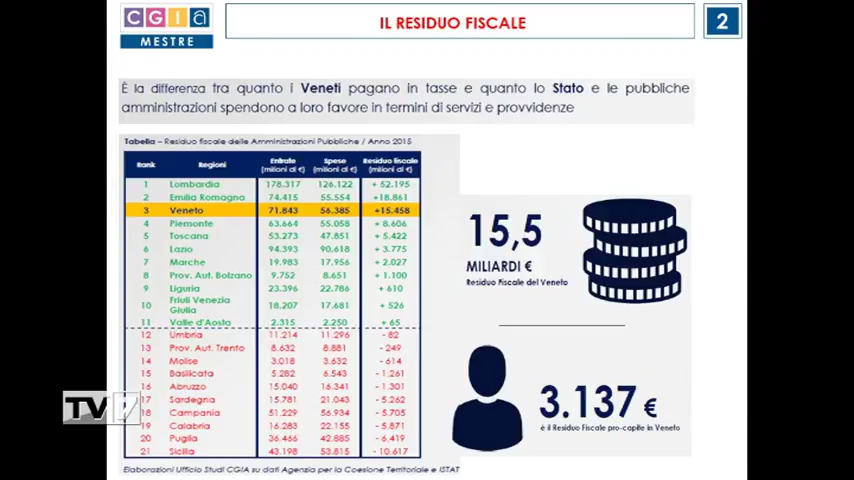 CGIA
MESTRE
IL RESIDUO FISCALE
2
È la differenza tra quanto i Veneti pagano in tasse e quanto lo Stato e le pubbliche
amministrazioni spendono a loro favore in termini di servizi e provvidenze
Tabella – Residuo fiscale delle Amministrazioni Pubbliche / Anno 2015
Rank Regioni Entrate (milioni di €) Spese (milioni di €) Residuo fiscale (milioni di €)
1 Lombardia 178.317 126.122 + 52.195
2 Emilia Romagna 74.415 55.554 +18.861
3 Veneto 71.843 56.385 +15.458
4 Piemonte 63.664 55.058 + 8.606
5 Toscana 53.273 47.851 + 5.422
6 Lazio 94.393 90.618 + 3.775
7 Marche 19.983 17.956 + 2.027
8 Prov. Aut. Bolzano 9.752 8.651 + 1.100
9 Liguria 23.396 22.786 + 610
10 Friuli Venezia Giulia 18.207 17.681 + 526
11 Valle d'Aosta 2.315 2.250 + 65
12 Umbria 11.214 11.296 - 82
13 Prov. Aut. Trento 8.632 8.881 - 249
14 Molise 3.018 3.632 - 614
15 Basilicata 5.282 6.543 - 1.261
16 Abruzzo 15.040 16.341 - 1.301
17 Sardegna 15.781 21.043 - 5.262
18 Campania 51.229 56.934 - 5.705
19 Calabria 16.283 22.155 - 5.871
20 Puglia 36.466 42.885 - 6.419
21 Sicilia 43.198 53.815 - 10.617
Elaborazioni Ufficio Studi CGIA su dati Agenzia per la Coesione Territoriale e ISTAT
15,5
MILIARDI €
Residuo Fiscale del Veneto
3.137 €
è il Residuo Fiscale pro-capite in Veneto
TV7